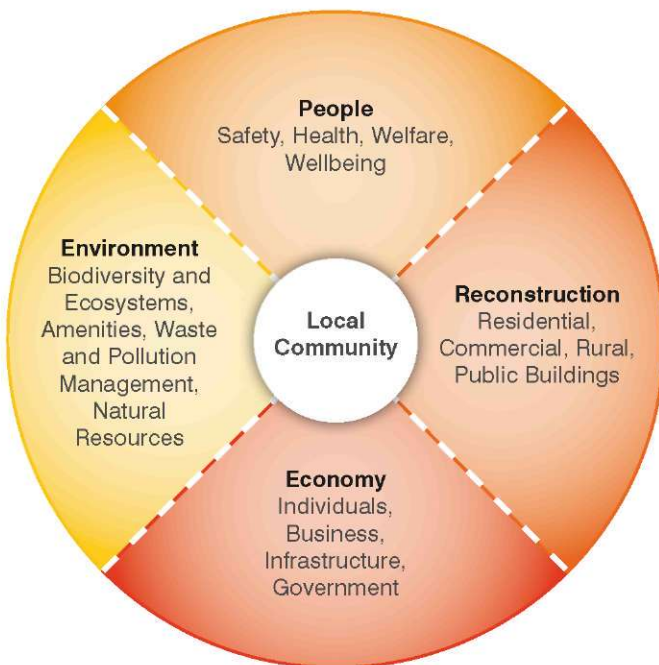 People
Safety, Health, Welfare,
Wellbeing
Environment
Biodiversity and
Ecosystems,
Amenities, Waste
and Pollution
Management,
Natural
Resources
Local
Community
Reconstruction
Residential,
Commercial, Rural,
Public Buildings
Economy
Individuals,
Business,
Infrastructure,
Government